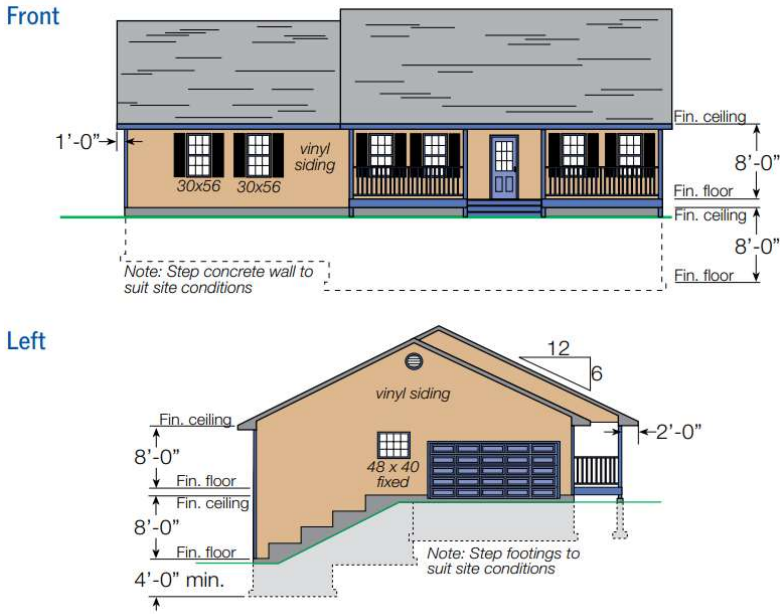 Front
Fin. ceiling
1’-0”
vinyl
siding
8’-0”
30x56 30x56
Fin. floor
Fin. ceiling
8’-0”
Note: Step concrete wall to
suit site conditions
Fin. floor
Left
12
6
vinyl siding
Fin. ceiling
2’-0”
8’-0”
48 x 40
fixed
Fin. floor
Fin. ceiling
8’-0”
Fin. floor
Note: Step footings to
suit site conditions
4’-0” min.